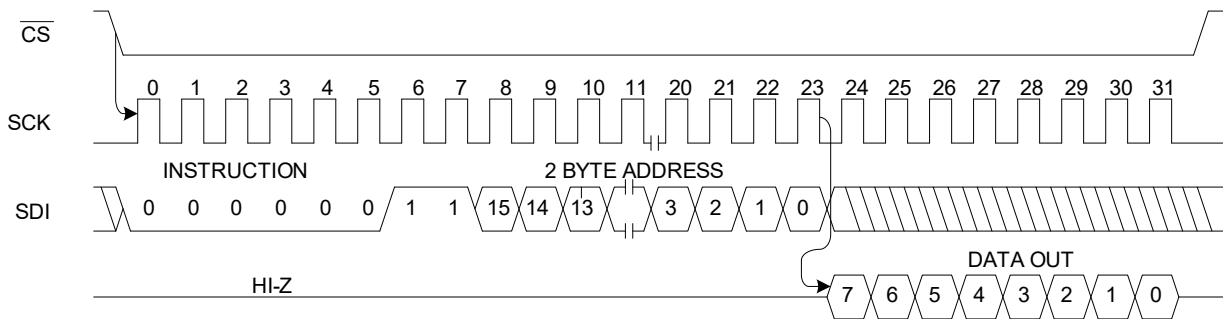 CS
0 1 2 3 4 5 6 7 8 9 10 11 20 21 22 23 24 25 26 27 28 29 30 31
SCK
INSTRUCTION 2 BYTE ADDRESS
SDI 0 0 0 0 0 0 1 1 15 14 13 3 2 1 0
DATA OUT
HI-Z
7 6 5 4 3 2 1 0